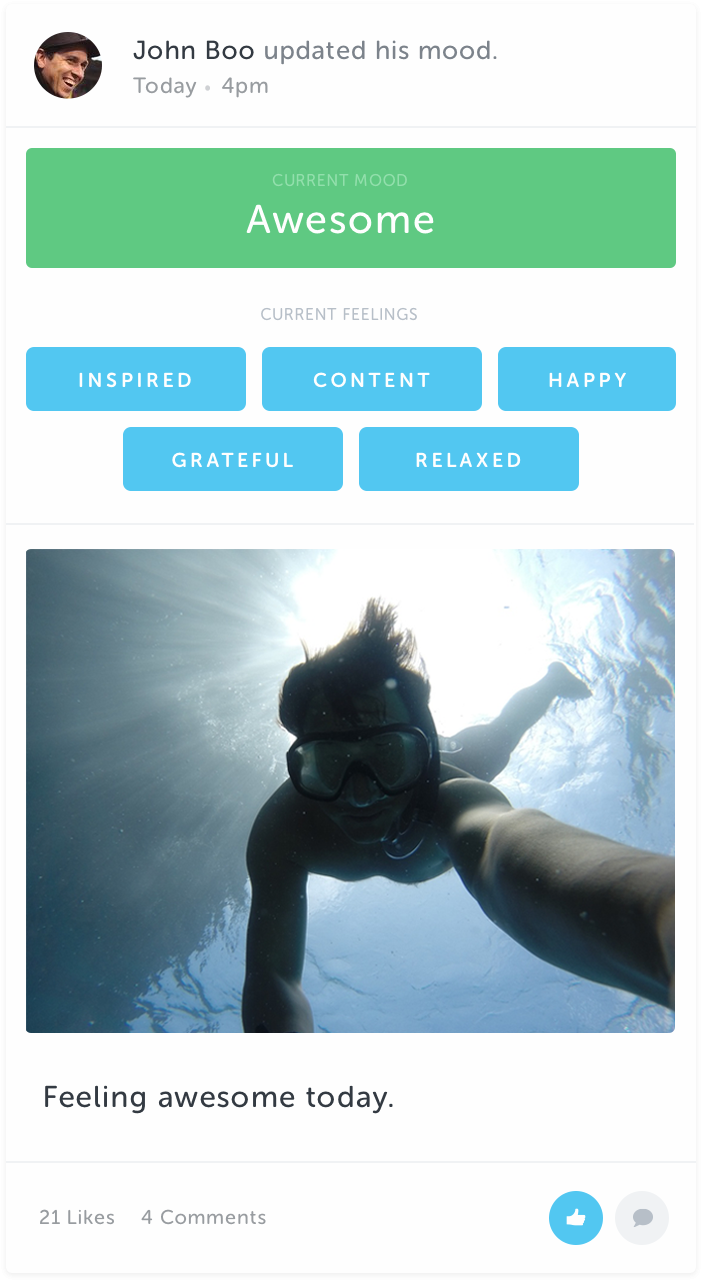 John Boo updated his mood.
Today • 4pm
CURRENT MOOD
Awesome
CURRENT FEELINGS
INSPIRED CONTENT HAPPY
GRATEFUL RELAXED
Feeling awesome today.
21 Likes 4 Comments